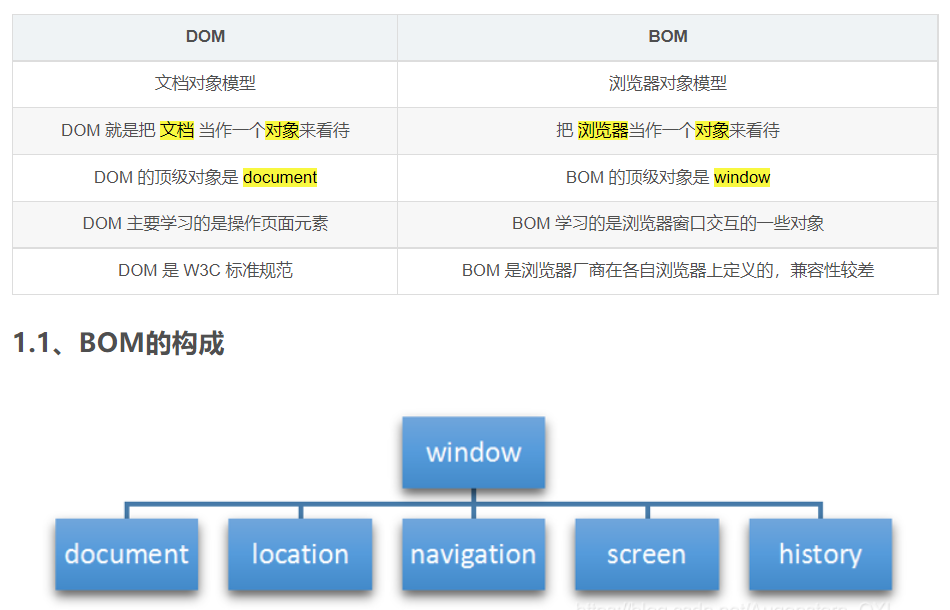 DOM BOM
文档对象模型 浏览器对象模型
DOM 就是把 文档 当作一个对象来看待 把 浏览器当作一个对象来看待
DOM 的顶级对象是 document BOM 的顶级对象是 window
DOM 主要学习的是操作页面元素 BOM 学习的是浏览器窗口交互的一些对象
DOM 是 W3C 标准规范 BOM 是浏览器厂商在各自浏览器上定义的，兼容性较差
1.1、BOM的构成
window
document location navigation screen history